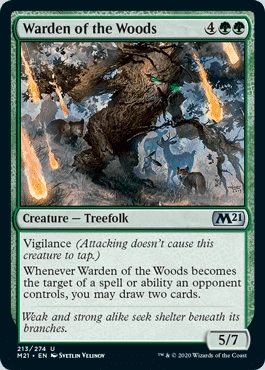 Warden of the Woods 4
Creature — Treefolk M21
Vigilance (Attacking doesn't cause this
creature to tap.)
Whenever Warden of the Woods becomes
the target of a spell or ability an opponent
controls, you may draw two cards.
Weak and strong alike seek shelter beneath its
branches.
5/7
213/274 U
M21 • EN Svetlin Velinov
™ & © 2020 Wizards of the Coast